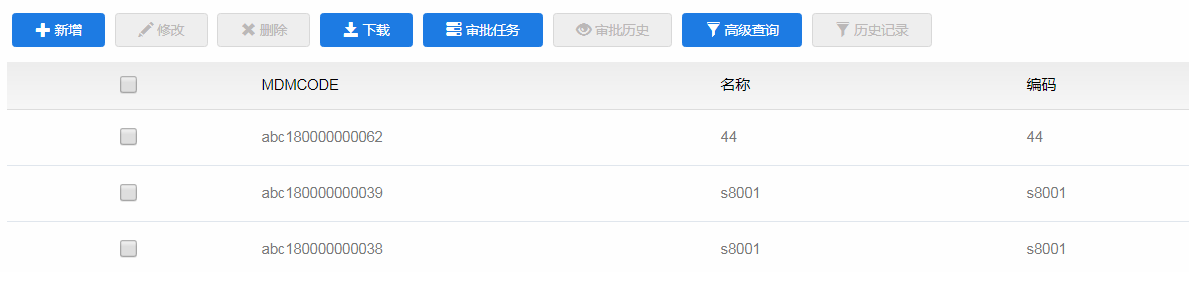 新增 修改 删除 下载 审批任务 审批历史 高级查询 历史记录
MDMCODE 名称 编码
abc180000000062 44 44
abc180000000039 s8001 s8001
abc180000000038 s8001 s8001